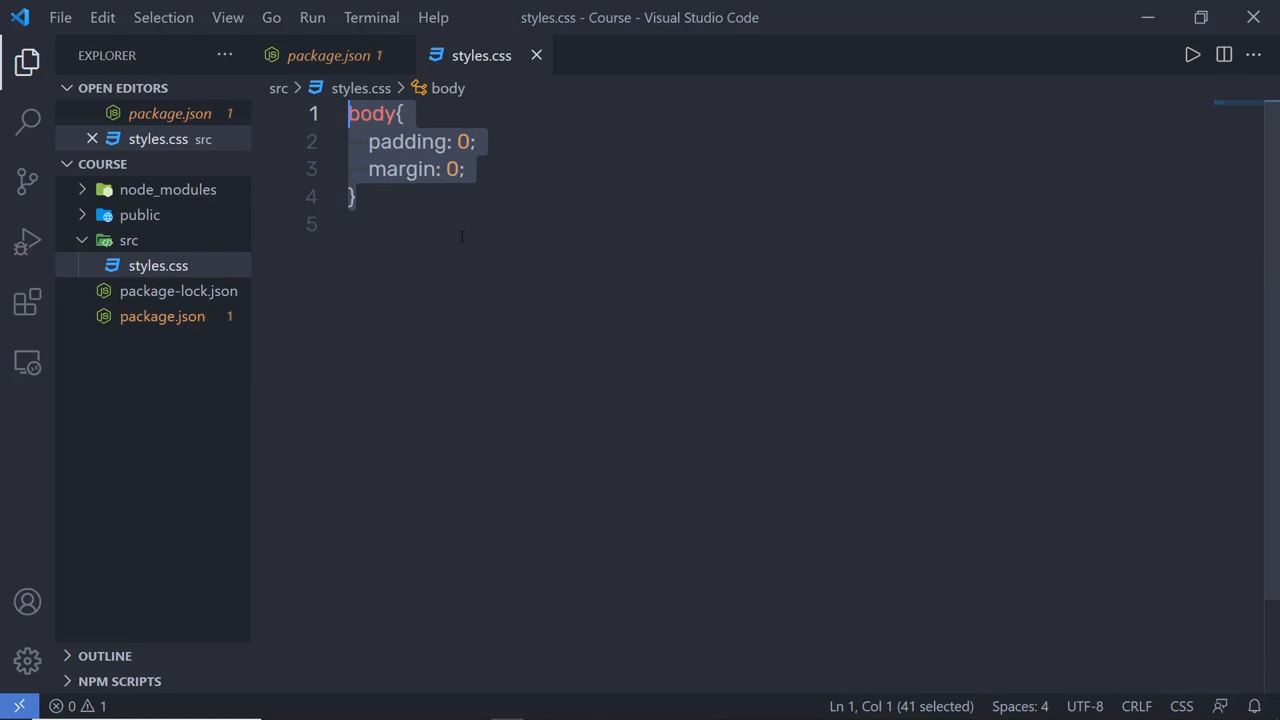 File Edit Selection View Go Run Terminal Help styles.css - Course - Visual Studio Code
EXPLORER
package.json 1
styles.css
OPEN EDITORS
src styles.css body
package.json 1
styles.css src
COURSE
node_modules
public
src
styles.css
package-lock.json
package.json 1
1 body{
2 padding: 0;
3 margin: 0;
4 }
5
OUTLINE
NPM SCRIPTS
0 1 Ln 1, Col 1 (41 selected) Spaces: 4 UTF-8 CRLF CSS